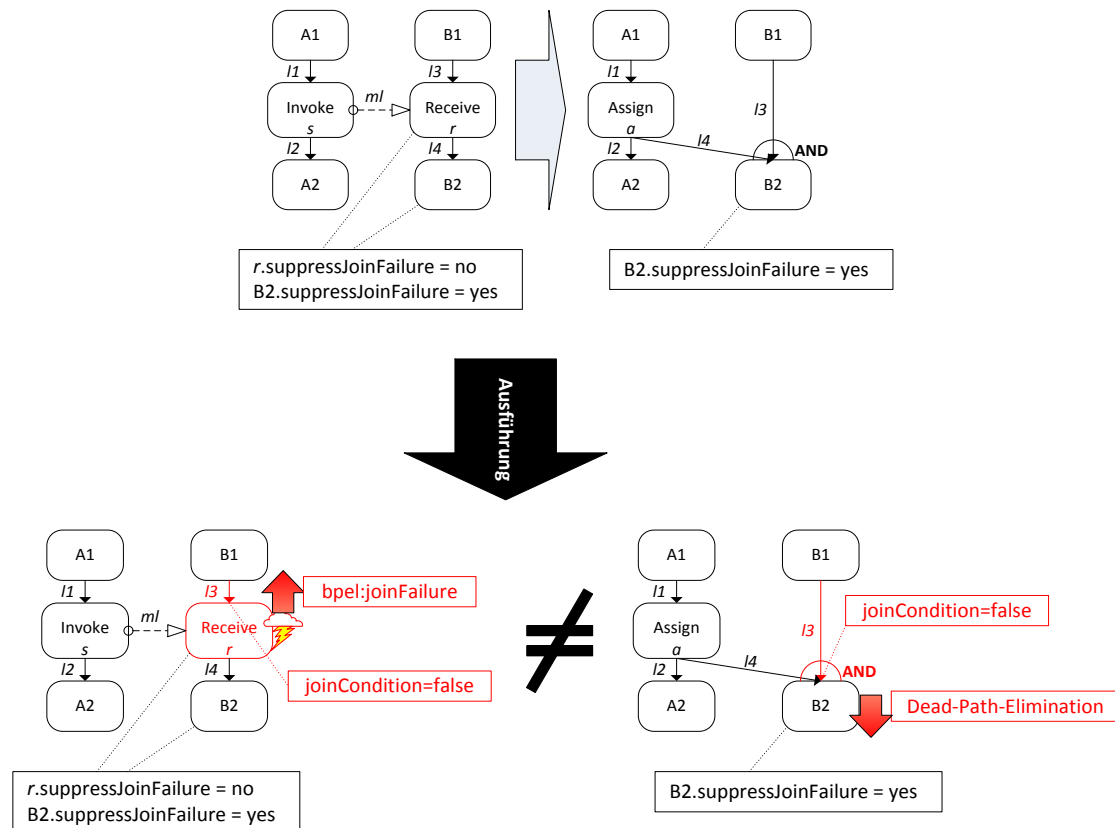 A1
B1
A1
B1
l1
l3
l1
Invoke
s
ml
Receive
r
Assign
a
l3
l2
l4
l2
l4
AND
A2
B2
A2
B2
r.suppressJoinFailure = no
B2.suppressJoinFailure = yes
B2.suppressJoinFailure = yes
Ausführung
A1
B1
A1
B1
l1
l3
bpel:joinFailure
l1
joinCondition=false
Invoke
s
ml
Receive
r
Assign
a
l3
l2
l4
joinCondition=false
l2
l4
AND
A2
B2
A2
B2
Dead-Path-Elimination
r.suppressJoinFailure = no
B2.suppressJoinFailure = yes
B2.suppressJoinFailure = yes